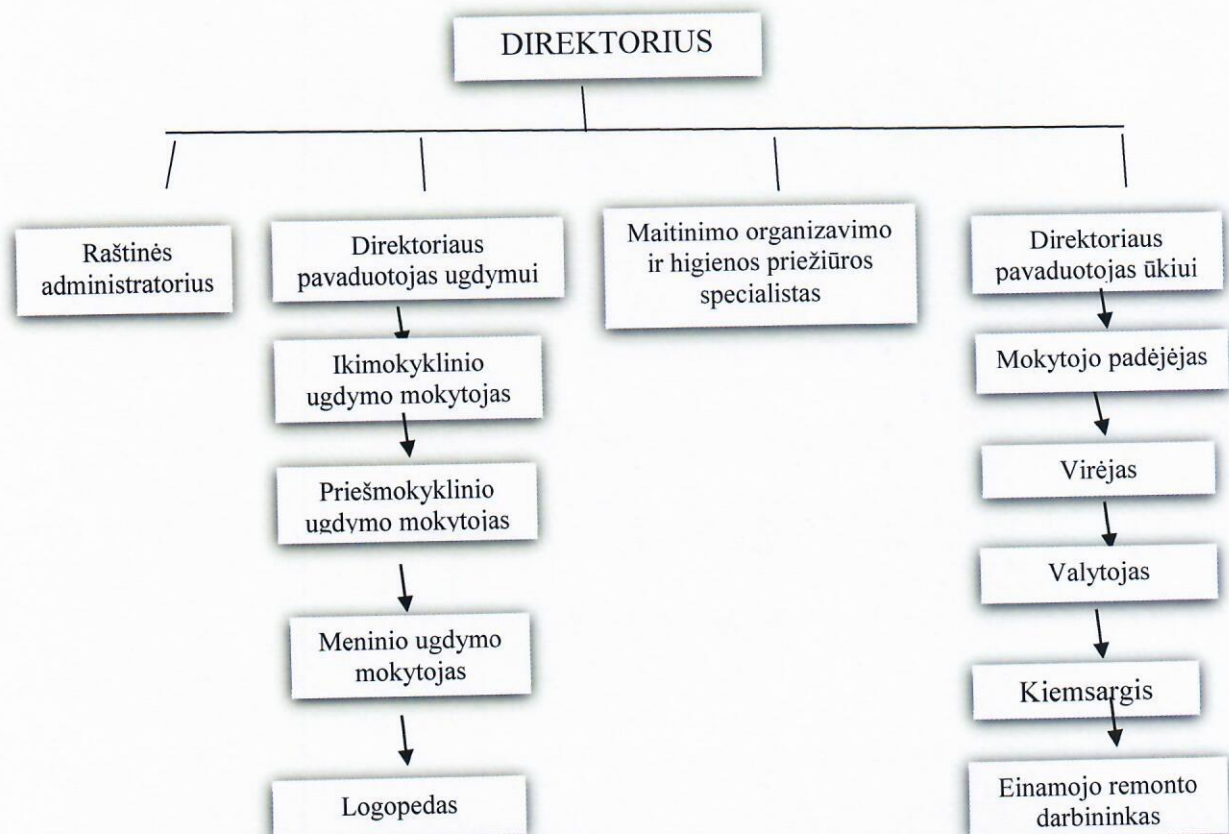 DIREKTORIUS
Raštinės
administratorius
Direktoriaus
pavaduotojas ugdymui
Maitinimo organizavimo
ir higienos priežiūros
specialistas
Direktoriaus
pavaduotojas ūkiui
Ikimokyklinio
ugdymo mokytojas
Priešmokyklinio
ugdymo mokytojas
Meninio ugdymo
mokytojas
Logopedas
Mokytojo padėjėjas
Virėjas
Valytojas
Kiemsargis
Einamojo remonto
darbininkas